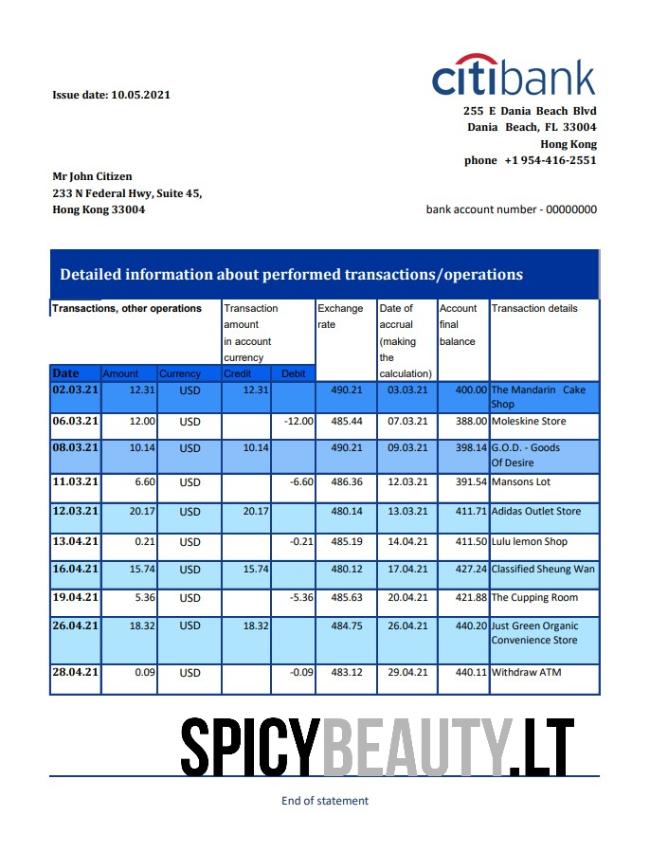 citibank
Issue date: 10.05.2021
255 E Dania Beach Blvd
Dania Beach, FL 33004
Hong Kong
phone +1 954-416-2551
Mr John Citizen
233 N Federal Hwy, Suite 45,
Hong Kong 33004
bank account number - 00000000
Detailed information about performed transactions/operations
Transactions, other operations Transaction amount in account currency Exchange rate Date of accrual (making the calculation) Account final balance Transaction details
Date Amount Currency Credit Debit
02.03.21 12.31 USD 12.31 490.21 03.03.21 400.00 The Mandarin Cake
Shop
06.03.21 12.00 USD -12.00 485.44 07.03.21 388.00 Moleskine Store
08.03.21 10.14 USD 10.14 490.21 09.03.21 398.14 G.O.D. - Goods
Of Desire
11.03.21 6.60 USD -6.60 486.36 12.03.21 391.54 Mansons Lot
12.03.21 20.17 USD 20.17 480.14 13.03.21 411.71 Adidas Outlet Store
13.04.21 0.21 USD -0.21 485.19 14.04.21 411.50 Lulu lemon Shop
16.04.21 15.74 USD 15.74 480.12 17.04.21 427.24 Classified Sheung Wan
19.04.21 5.36 USD -5.36 485.63 20.04.21 421.88 The Cupping Room
26.04.21 18.32 USD 18.32 484.75 26.04.21 440.20 Just Green Organic
Convenience Store
28.04.21 0.09 USD -0.09 483.12 29.04.21 440.11 Withdraw ATM
SPICYBEAUTY.LT
End of statement